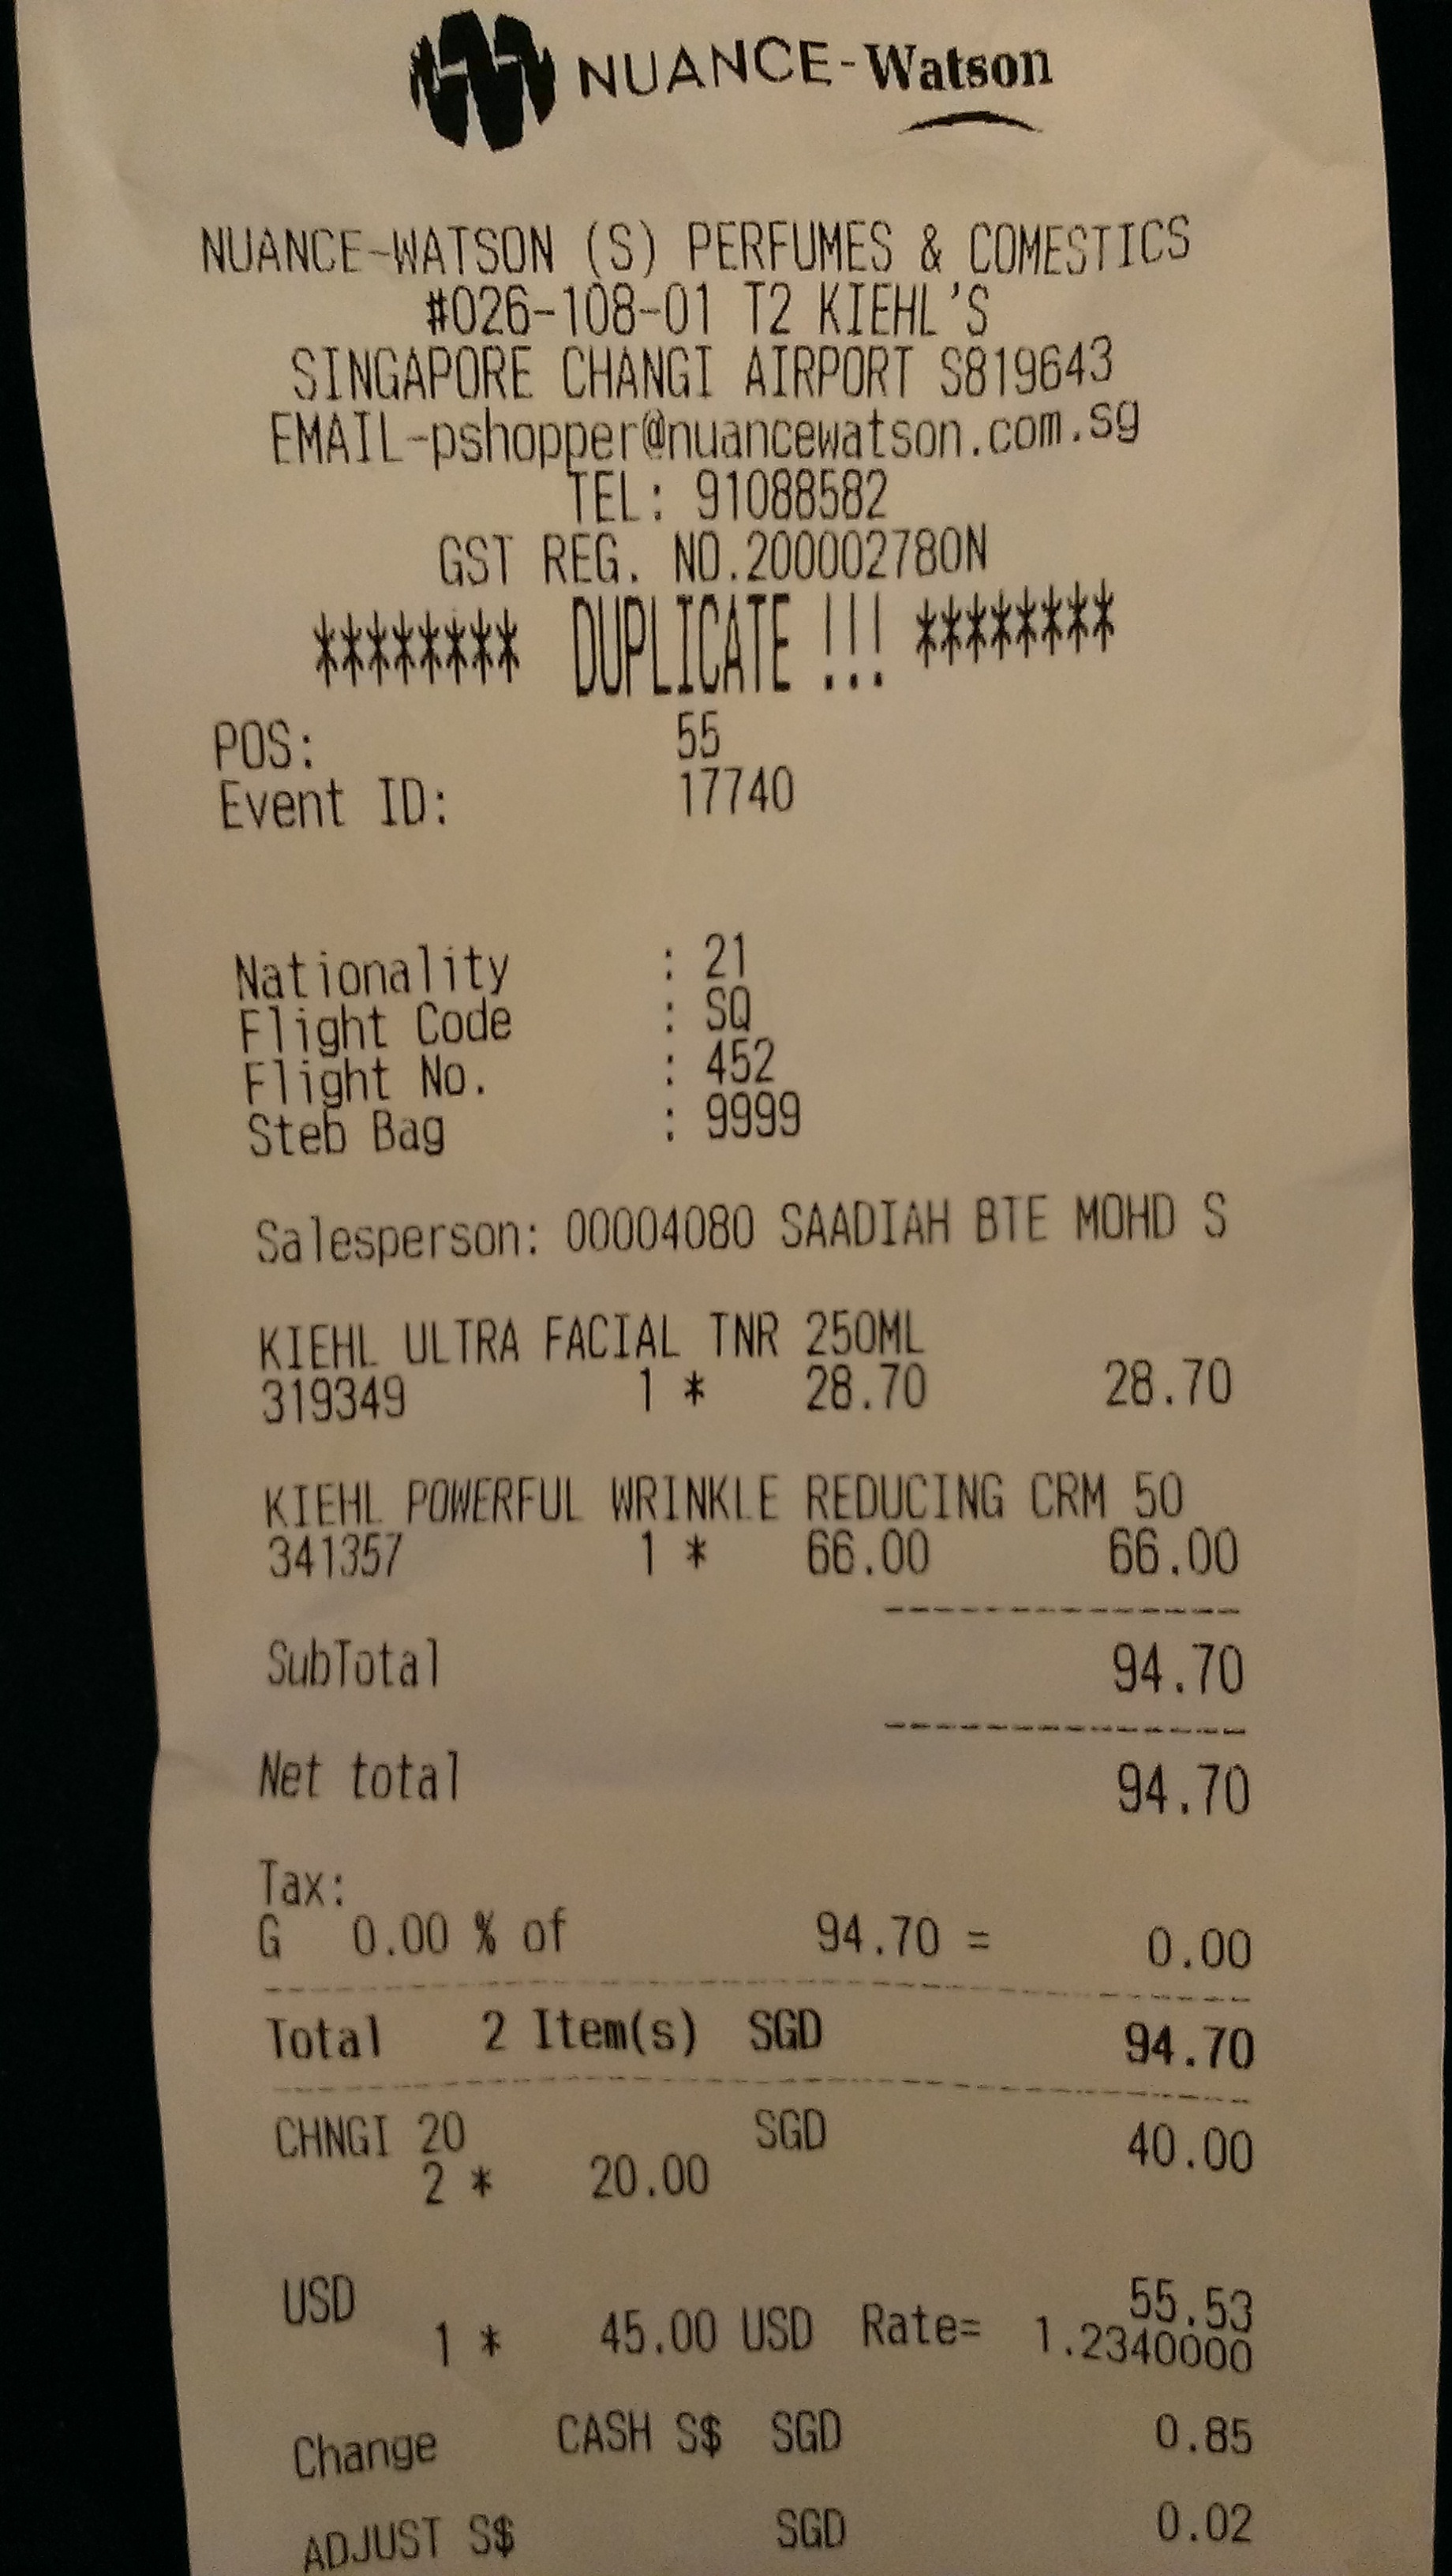 NUANCE-Watson
NUANCE-WATSON (S) PERFUMES & COMESTICS
#026-108-01 T2 KIEHL'S
SINGAPORE CHANGI AIRPORT S819643
EMAIL-pshopper@nuancewatson.com.sg
TEL: 91088582
GST REG. NO.200002780N
******** DUPLICATE !!! ********
POS: 55
Event ID: 17740
Nationality : 21
Flight Code : SQ
Flight No. : 452
Steb Bag : 9999
Salesperson: 00004080 SAADIAH BTE MOHD S
KIEHL ULTRA FACIAL TNR 250ML
319349 1 * 28.70 28.70
KIEHL POWERFUL WRINKLE REDUCING CRM 50
341357 1 * 66.00 66.00
SubTotal 94.70
Net total 94.70
Tax:
G 0.00 % of 94.70 = 0.00
Total 2 Item(s) SGD 94.70
CHNGI 20 SGD 40.00
2 * 20.00
USD 55.53
1 * 45.00 USD Rate= 1.2340000
Change CASH S$ SGD 0.85
ADJUST S$ SGD 0.02